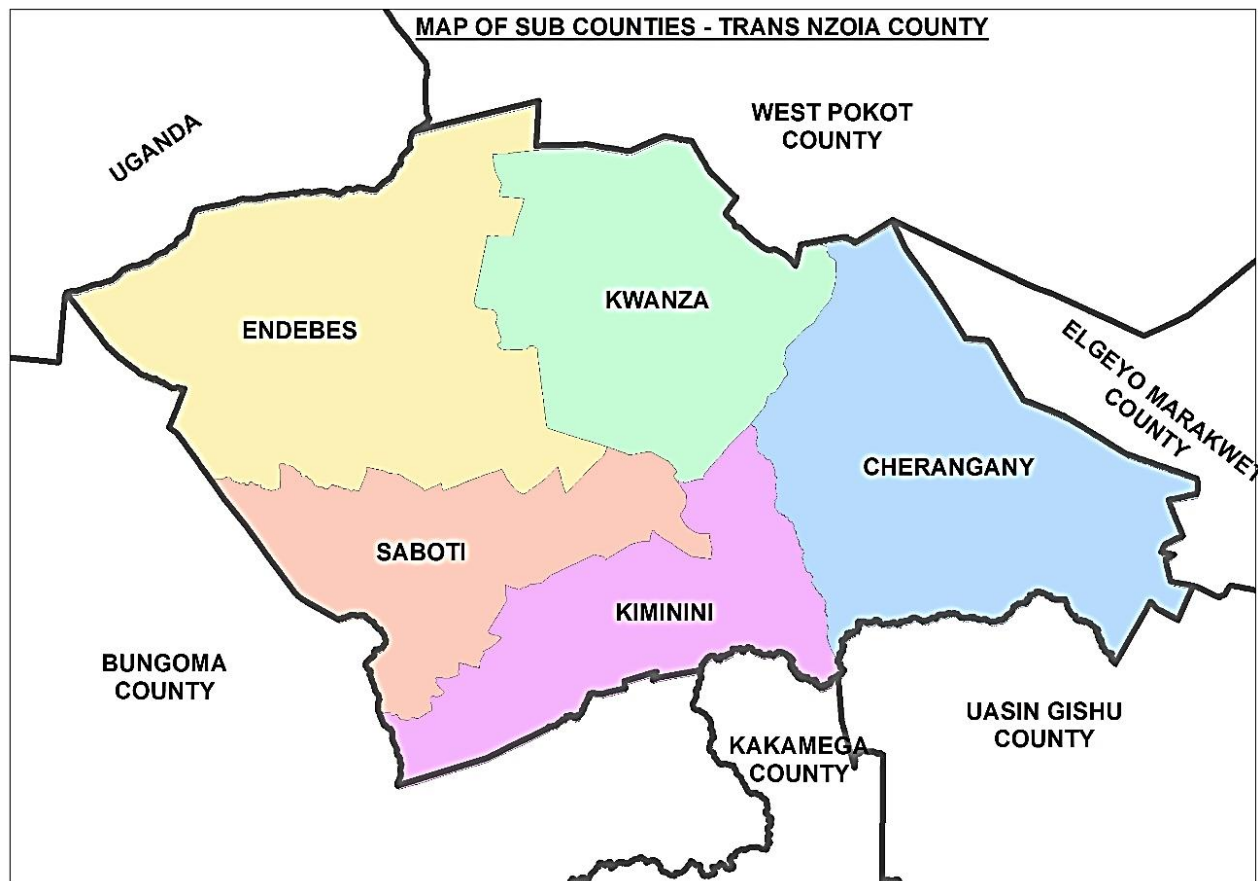 MAP OF SUB COUNTIES - TRANS NZOIA COUNTY
UGANDA
WEST POKOT
COUNTY
KWANZA
ENDEBES
ELGEYO MARAKWET
COUNTY
CHERANGANY
SABOTI
KIMININI
BUNGOMA
COUNTY
UASIN GISHU
COUNTY
KAKAMEGA
COUNTY